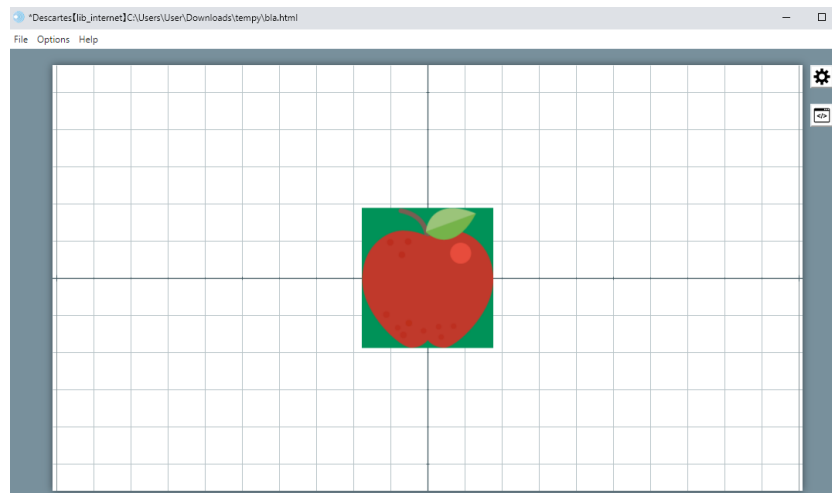 *Descartes【lib_internet】C:\Users\User\Downloads\tempy\bla.html
File Options Help
</>